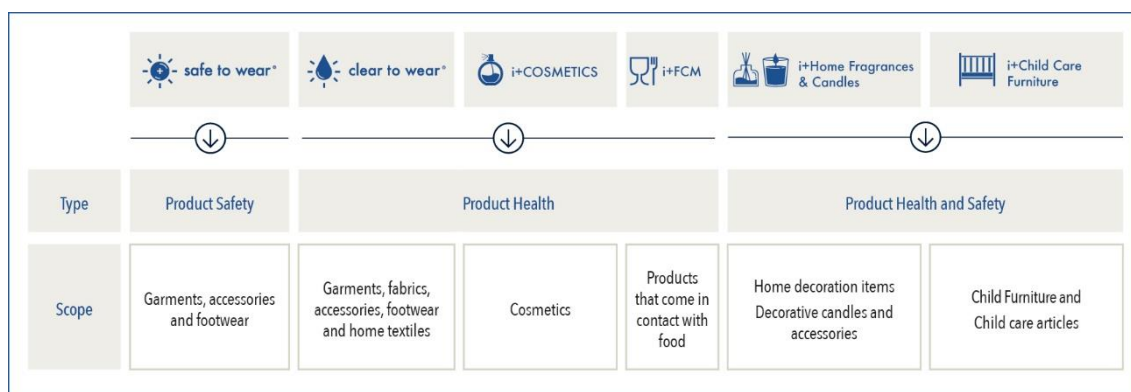 safe to wear®
clear to wear®
i+COSMETICS
i+FCM
i+Home Fragrances
& Candles
i+Child Care
Furniture
Type
Product Safety
Product Health
Product Health and Safety
Scope
Garments, accessories
and footwear
Garments, fabrics,
accessories, footwear
and home textiles
Cosmetics
Products
that come in
contact with
food
Home decoration items
Decorative candles and
accessories
Child Furniture and
Child care articles